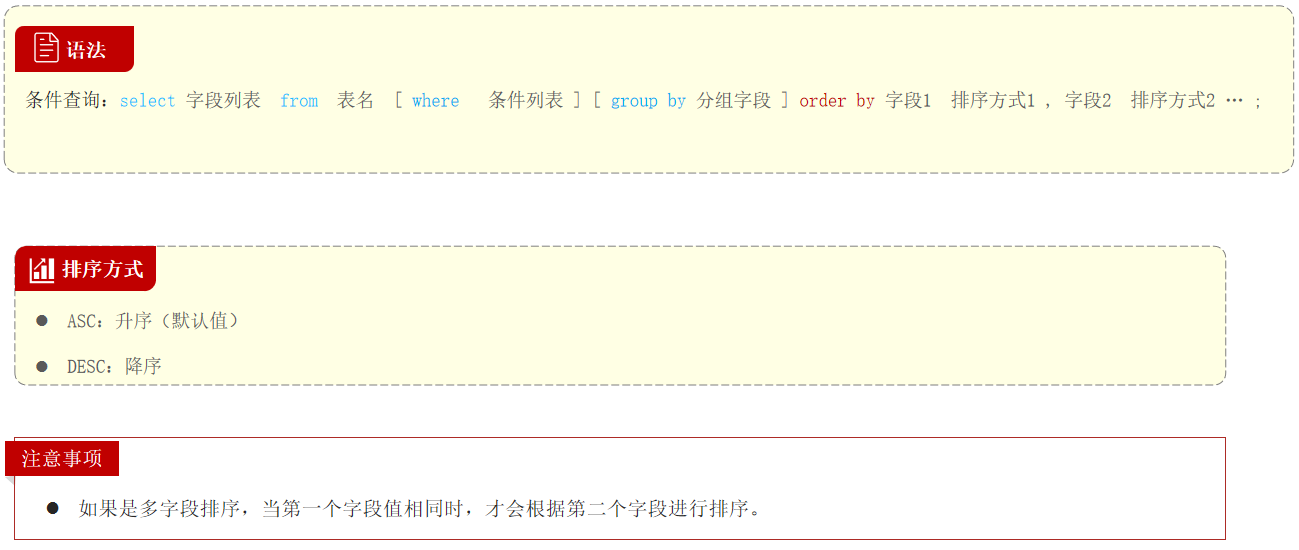 语法
条件查询：select 字段列表 from 表名 [ where 条件列表 ] [ group by 分组字段 ] order by 字段1 排序方式1 , 字段2 排序方式2 … ;
排序方式
● ASC：升序（默认值）
● DESC：降序
注意事项
● 如果是多字段排序，当第一个字段值相同时，才会根据第二个字段进行排序。